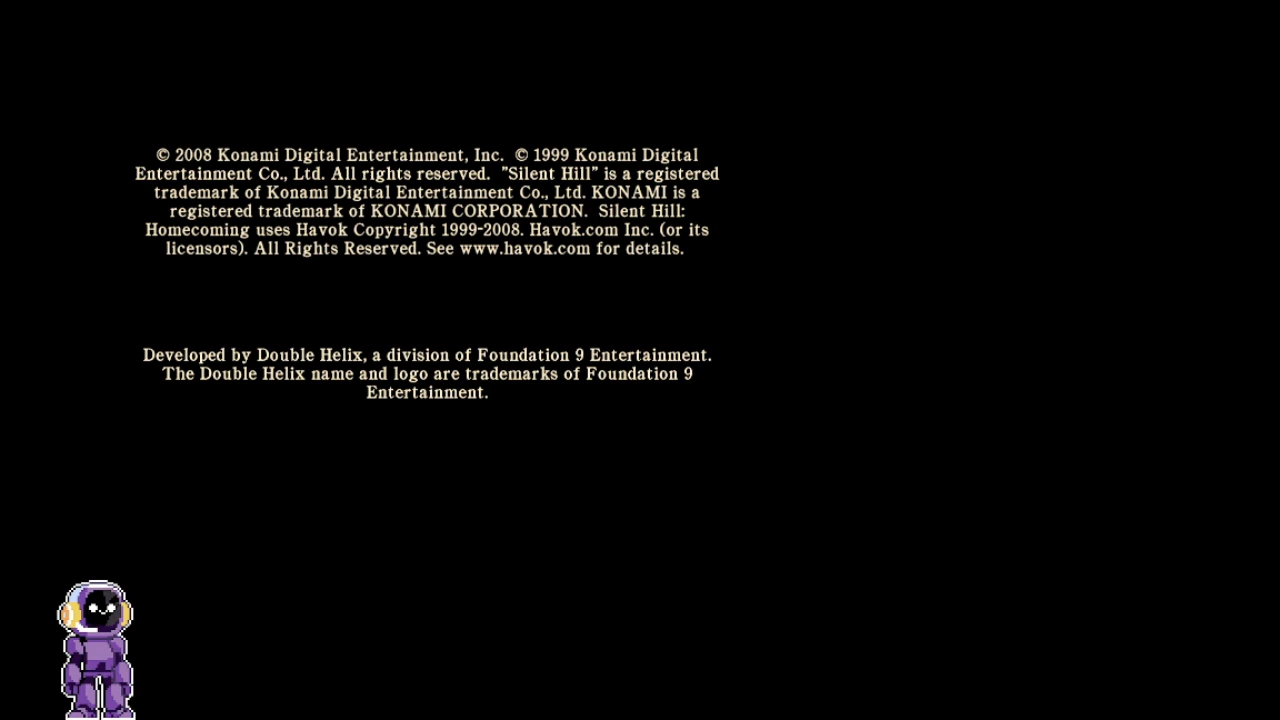 © 2008 Konami Digital Entertainment, Inc.  © 1999 Konami Digital
Entertainment Co., Ltd. All rights reserved.  "Silent Hill" is a registered
trademark of Konami Digital Entertainment Co., Ltd. KONAMI is a
registered trademark of KONAMI CORPORATION.  Silent Hill:
Homecoming uses Havok Copyright 1999-2008. Havok.com Inc. (or its
licensors). All Rights Reserved. See www.havok.com for details.
Developed by Double Helix, a division of Foundation 9 Entertainment.
The Double Helix name and logo are trademarks of Foundation 9
Entertainment.